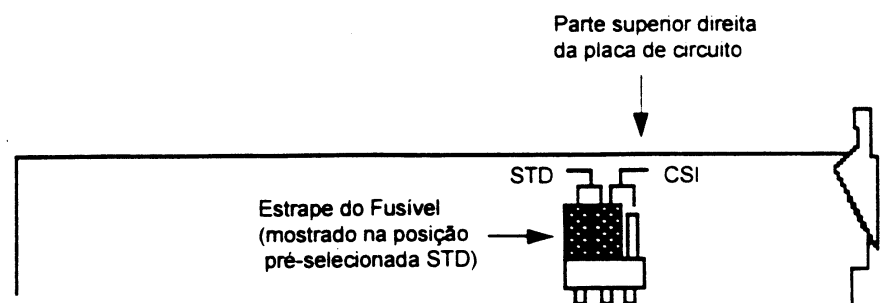 Parte superior direita
da placa de circuito
STD
CSI
Estrape do Fusível
(mostrado na posição
pré-selecionada STD)